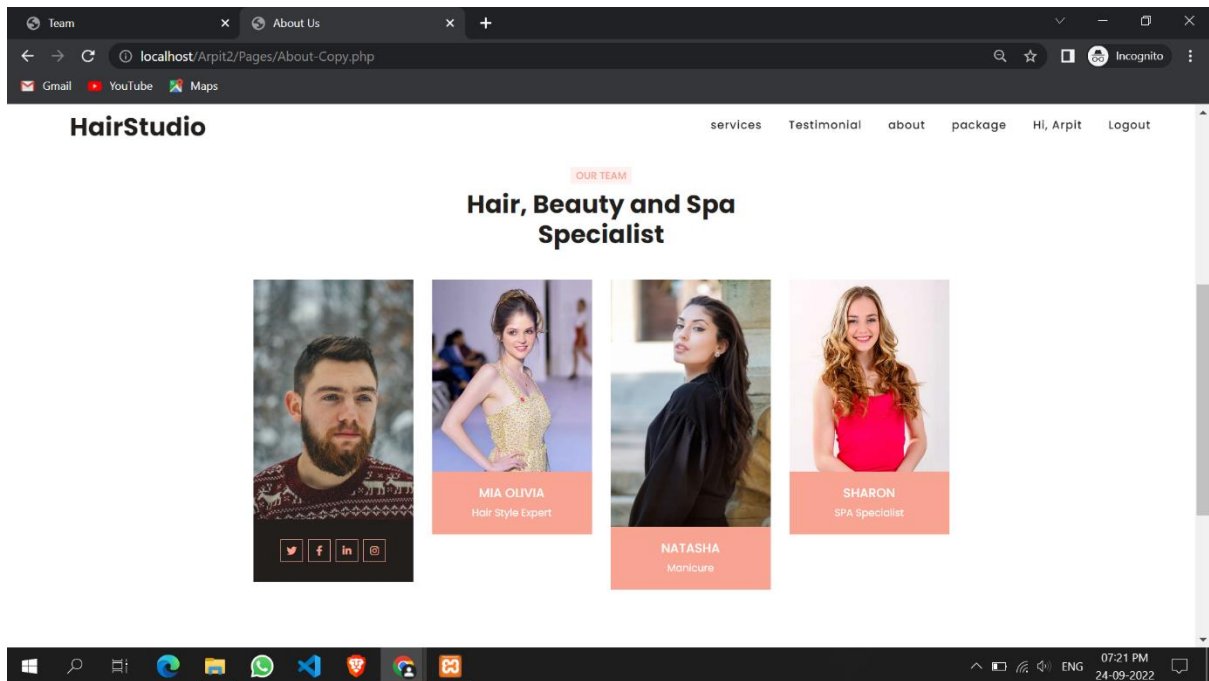 Team
About Us
localhost/Arpit2/Pages/About-Copy.php
Incognito
Gmail
YouTube
Maps
HairStudio
services
Testimonial
about
package
Hi, Arpit
Logout
OUR TEAM
Hair, Beauty and Spa
Specialist
MIA OLIVIA
Hair Style Expert
SHARON
SPA Specialist
NATASHA
Manicure
ENG
07:21 PM
24-09-2022